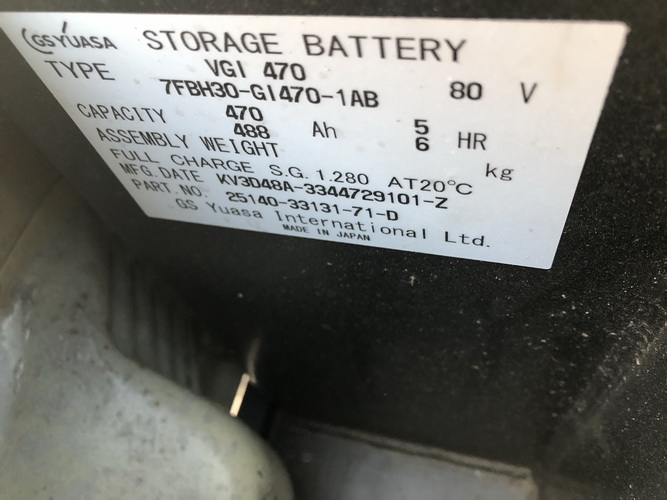 GS YUASA STORAGE BATTERY
TYPE VGI 470
7FBH30-GI470-1AB 80 V
CAPACITY 470 5
488 Ah 6 HR
ASSEMBLY WEIGHT kg
FULL CHARGE S.G. 1.280 AT20℃
MFG.DATE KV3D48A-3344729101-Z
PART.NO. 25140-33131-71-D
GS Yuasa International Ltd.
MADE IN JAPAN